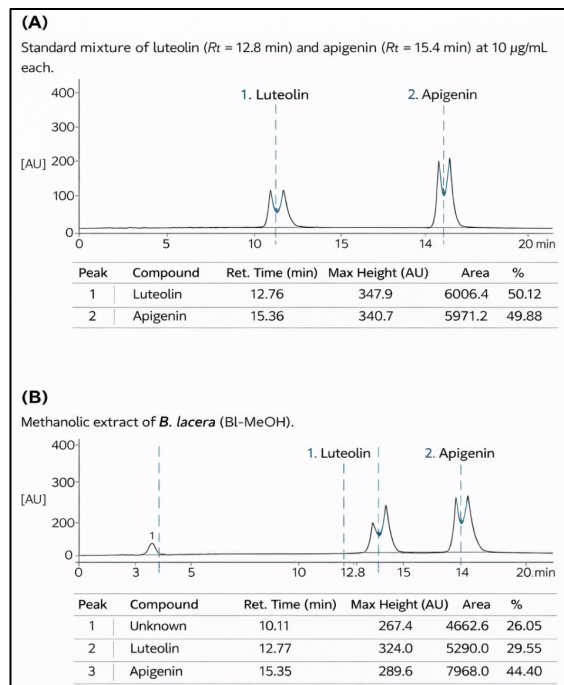 (A)
Standard mixture of luteolin (Rt = 12.8 min) and apigenin (Rt = 15.4 min) at 10 µg/mL
each.
1. Luteolin 2. Apigenin
400
300
[AU]
200
100
0
0 5 10 15 14 20 min
Peak Compound Ret. Time (min) Max Height (AU) Area %
1 Luteolin 12.76 347.9 6006.4 50.12
2 Apigenin 15.36 340.7 5971.2 49.88
(B)
Methanolic extract of B. lacera (Bl-MeOH).
1. Luteolin 2. Apigenin
400
300
[AU]
200
1
0
0 3 5 10 12.8 15 14 20 min
Peak Compound Ret. Time (min) Max Height (AU) Area %
1 Unknown 10.11 267.4 4662.6 26.05
2 Luteolin 12.77 324.0 5290.0 29.55
3 Apigenin 15.35 289.6 7968.0 44.40